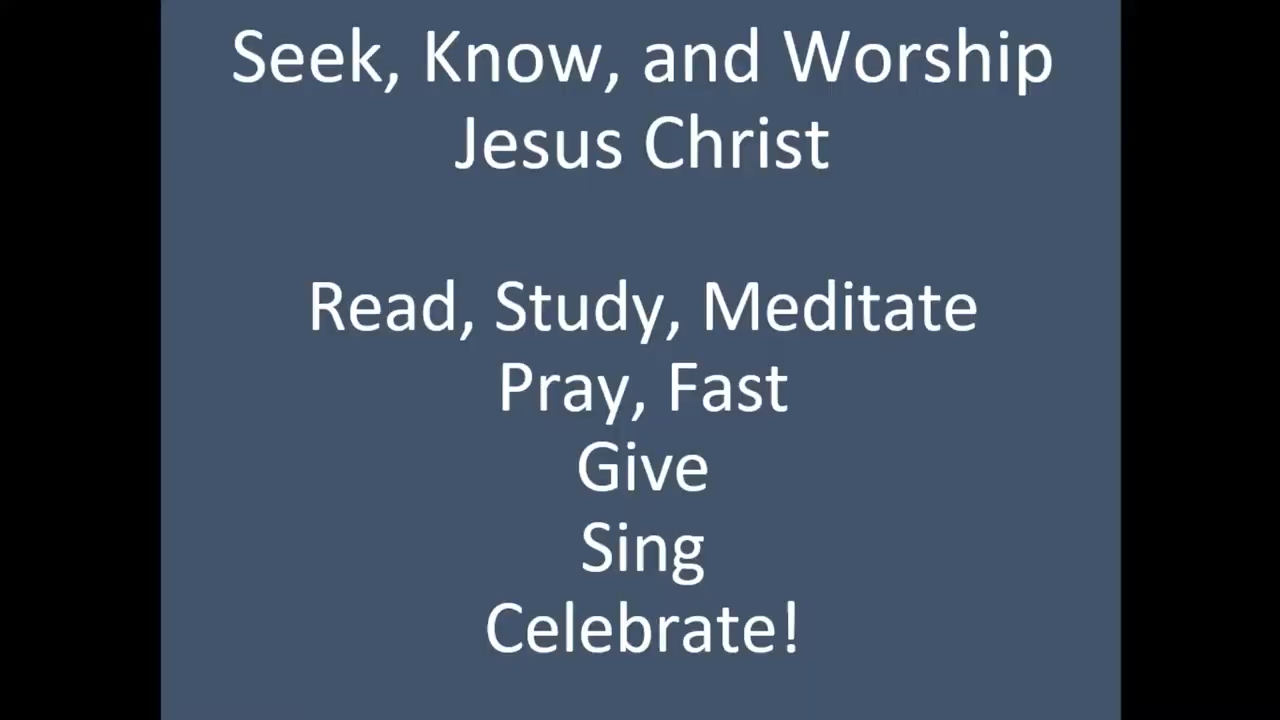 Seek, Know, and Worship
Jesus Christ
Read, Study, Meditate
Pray, Fast
Give
Sing
Celebrate!